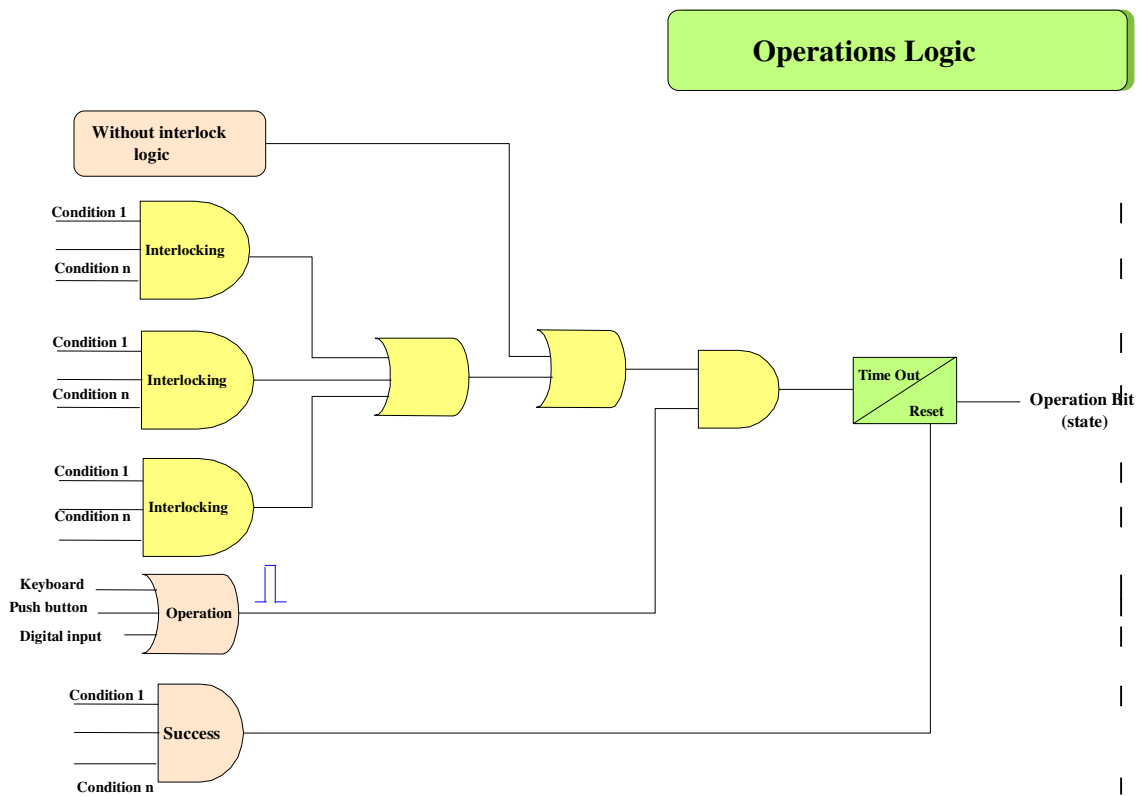 Operations Logic
Without interlock
logic
Condition 1
Interlocking
Condition n
Condition 1
Interlocking
Condition n
Condition 1
Interlocking
Condition n
Time Out
Reset
Operation Bit
(state)
Keyboard
Push button
Digital input
Operation
Condition 1
Success
Condition n